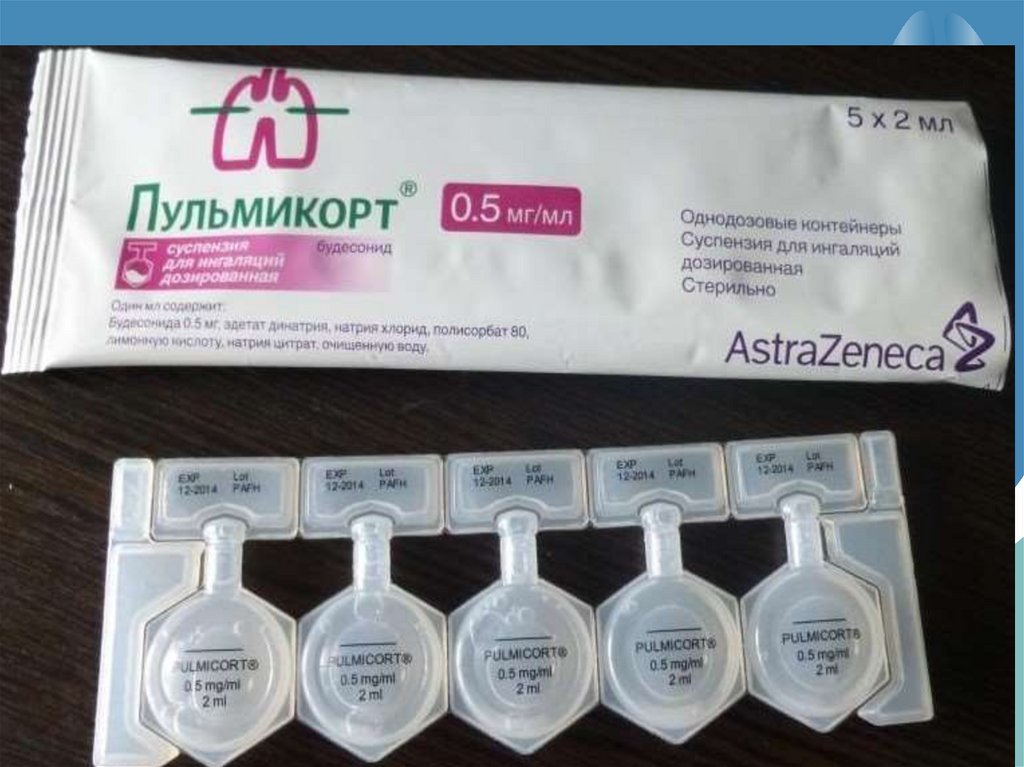 5 x 2 мл
Пульмикорт®
0.5 мг/мл
суспензия
для ингаляций
дозированная
будесонид
Однодозовые контейнеры
Суспензия для ингаляций
дозированная
Стерильно
Один мл содержит:
Будесонида 0.5 мг, эдетат динатрия, натрия хлорид, полисорбат 80,
лимонную кислоту, натрия цитрат, очищенную воду.
AstraZeneca
EXP Lot
12-2014 PAFH
EXP Lot
12-2014 PAFH
EXP Lot
12-2014 PAFH
EXP Lot
12-2014 PAFH
EXP Lot
12-2014 PAFH
PULMICORT®
0.5 mg/ml
2 ml
PULMICORT®
0.5 mg/ml
2 ml
PULMICORT®
0.5 mg/ml
2 ml
PULMICORT®
0.5 mg/ml
2 ml
PULMICORT®
0.5 mg/ml
2 ml